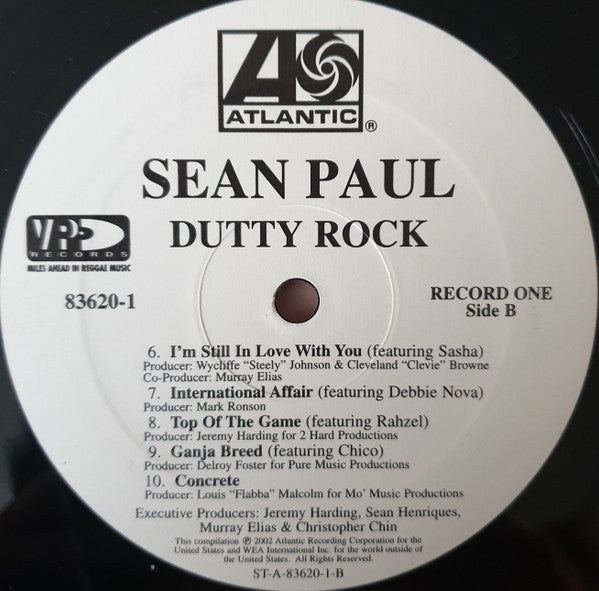 ATLANTIC®
SEAN PAUL
DUTTY ROCK
VP
RECORDS
MILES AHEAD IN REGGAE MUSIC
83620-1
RECORD ONE
Side B
6. I'm Still In Love With You (featuring Sasha)
Producer: Wycliffe "Steely" Johnson & Cleveland "Clevie" Browne
Co-Producer: Murray Elias
7. International Affair (featuring Debbie Nova)
Producer: Mark Ronson
8. Top Of The Game (featuring Rahzel)
Producer: Jeremy Harding for 2 Hard Productions
9. Ganja Breed (featuring Chico)
Producer: Delroy Foster for Pure Music Productions
10. Concrete
Producer: Louis "Flabba" Malcolm for Mo' Music Productions
Executive Producers: Jeremy Harding, Sean Henriques,
Murray Elias & Christopher Chin
This compilation ℗ 2002 Atlantic Recording Corporation for the
United States and WEA International Inc. for the world outside of
the United States. All Rights Reserved.
ST-A-83620-1-B